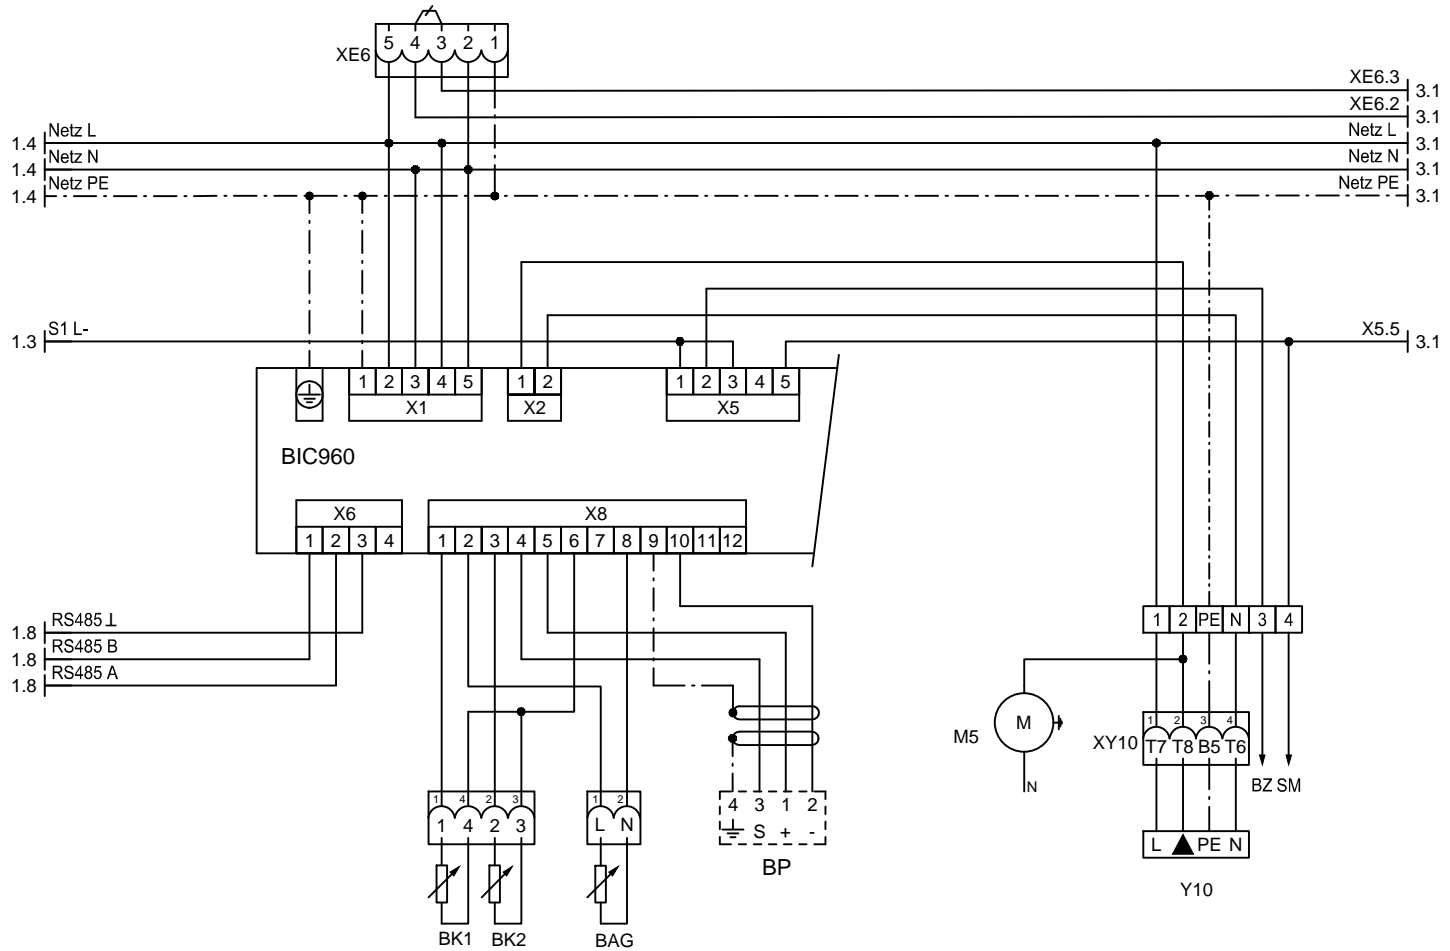 5 4 3 2 1
XE6
XE6.3
3.1
XE6.2
3.1
1.4 Netz L
Netz L 3.1
1.4 Netz N
Netz N 3.1
1.4 Netz PE
Netz PE 3.1
1.3 S1 L-
X5.5 3.1
1 2 3 4 5
X1
1 2
X2
1 2 3 4 5
X5
BIC960
X6
1 2 3 4
X8
1 2 3 4 5 6 7 8 9 10 11 12
1.8 RS485⊥
1.8 RS485 B
1.8 RS485 A
1 2 PE N 3 4
M5
M
N
XY10
1 2 3 4
T7 T8 B5 T6
BZ SM
1 4 2 3
1 4 2 3
1 2
L N
4 3 1 2
S + -
BP
L PE N
Y10
BK1 BK2 BAG